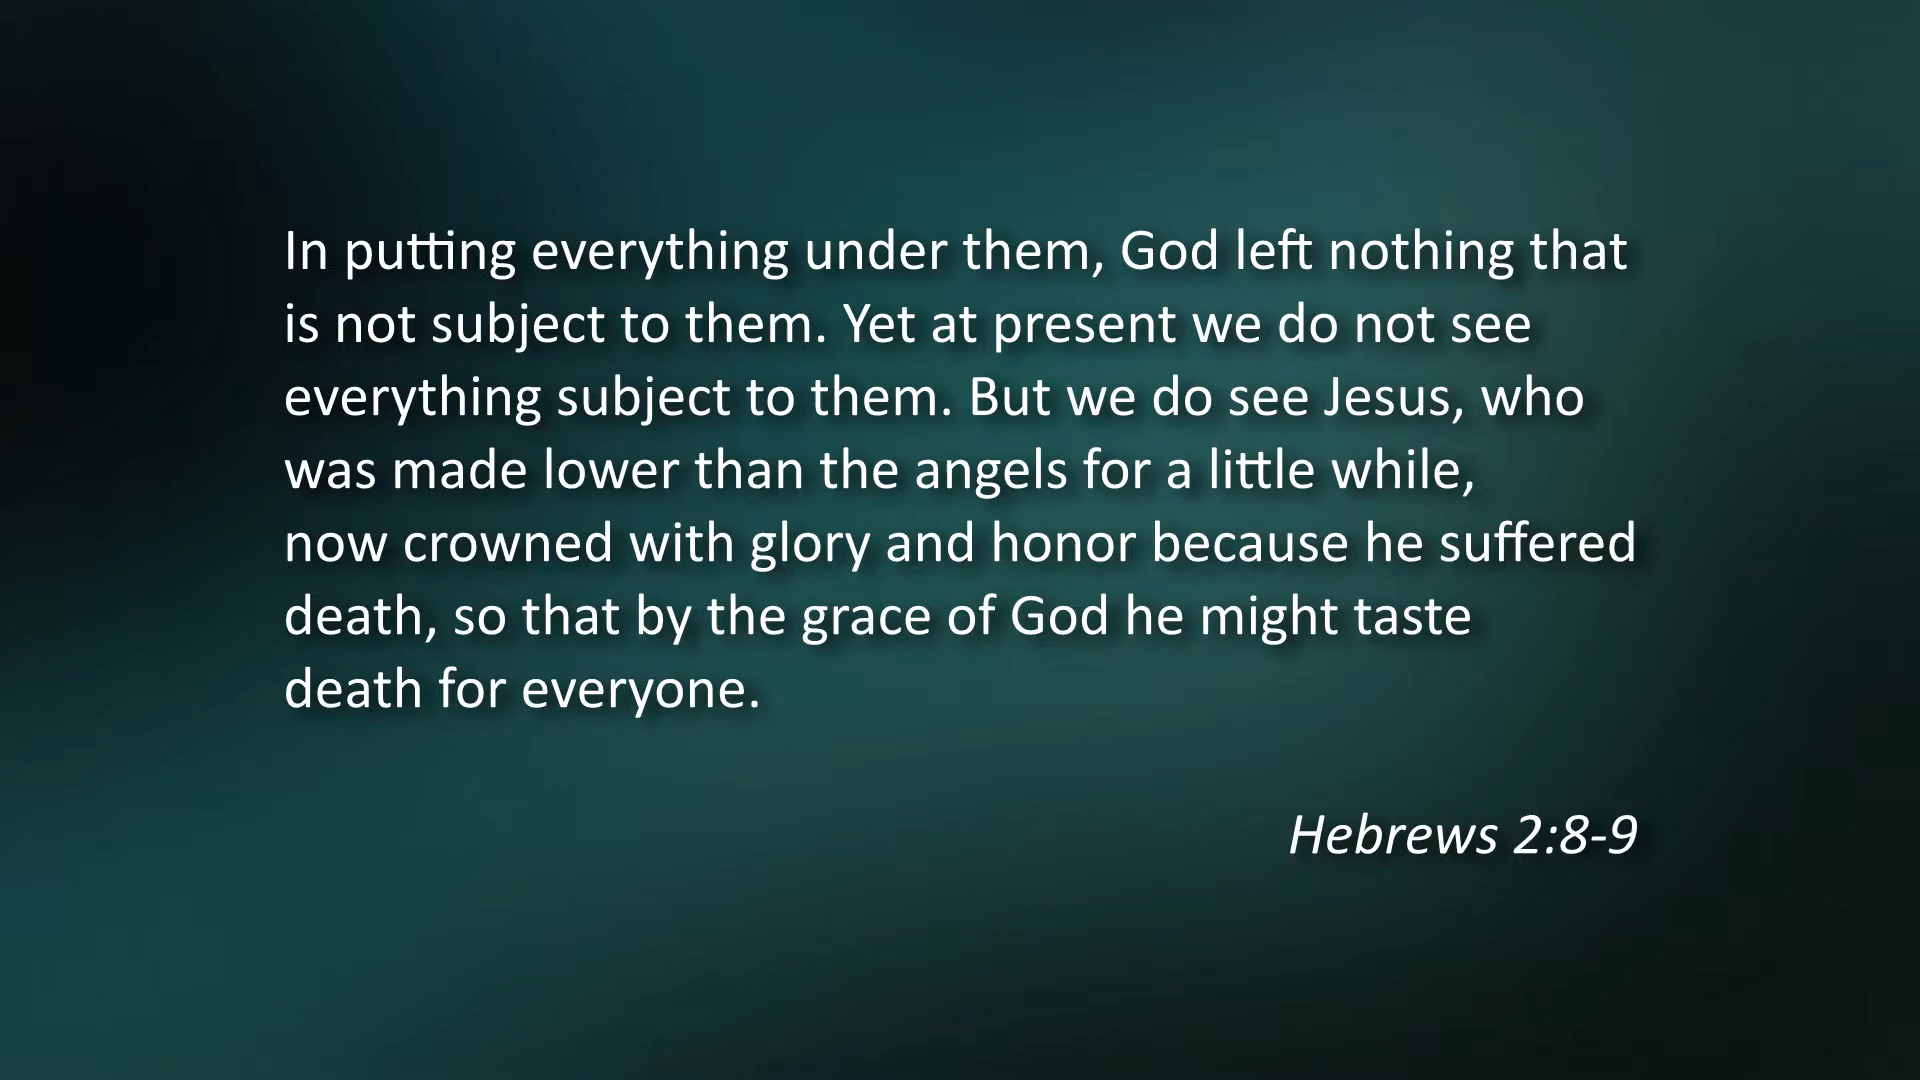 In putting everything under them, God left nothing that
is not subject to them. Yet at present we do not see
everything subject to them. But we do see Jesus, who
was made lower than the angels for a little while,
now crowned with glory and honor because he suffered
death, so that by the grace of God he might taste
death for everyone.
Hebrews 2:8-9